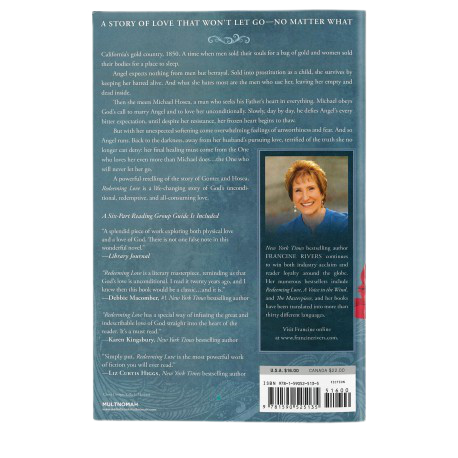 A STORY OF LOVE THAT WON'T LET GO—NO MATTER WHAT
California's gold country, 1850. A time when men sold their souls for a bag of gold and women sold
their bodies for a place to sleep.
Angel expects nothing from men but betrayal. Sold into prostitution as a child, she survives by
keeping her hatred alive. And what she hates most are the men who use her, leaving her empty and
dead inside.
Then she meets Michael Hosea, a man who seeks his Father's heart in everything. Michael obeys
God's call to marry Angel and to love her unconditionally. Slowly, day by day, he defies Angel's every
bitter expectation, until despite her resistance, her frozen heart begins to thaw.
But with her unexpected softening come overwhelming feelings of unworthiness and fear. And so
Angel runs. Back to the darkness, away from her husband's pursuing love, terrified of the truth she no
longer can deny: her final healing must come from the One
who loves her even more than Michael does...the One who
will never let her go.
A powerful retelling of the story of Gomer and Hosea,
Redeeming Love is a life-changing story of God's uncondi-
tional, redemptive, and all-consuming love.
A Six-Part Reading Group Guide Is Included
"A splendid piece of work exploring both physical love
and a love of God. There is not one false note in this
wonderful novel."
—Library Journal
"Redeeming Love is a literary masterpiece, reminding us that
God's love is unconditional. I read it twenty years ago, and I
knew then this book would be a classic."
—DEBBIE MACOMBER, #1 New York Times bestselling author
"Redeeming Love has a special way of infusing the great and
indescribable love of God straight into the heart of the
reader. It's a must read."
—KAREN KINGSBURY, New York Times bestselling author
"Simply put, Redeeming Love is the most powerful work
of fiction you will ever read."
—LIZ CURTIS HIGGS, New York Times bestselling author
MULTNOMAH
New York Times bestselling author
FRANCINE RIVERS continues
to win both industry acclaim and
reader loyalty around the globe.
Her numerous bestsellers include
Redeeming Love, A Voice in the Wind,
and The Masterpiece, and her books
have been translated into more than
thirty different languages.
Visit Francine online
at www.francinerivers.com.
U.S.A. $16.00 CANADA $22.00
ISBN 978-1-59052-513-5
51600
9 781590 525135